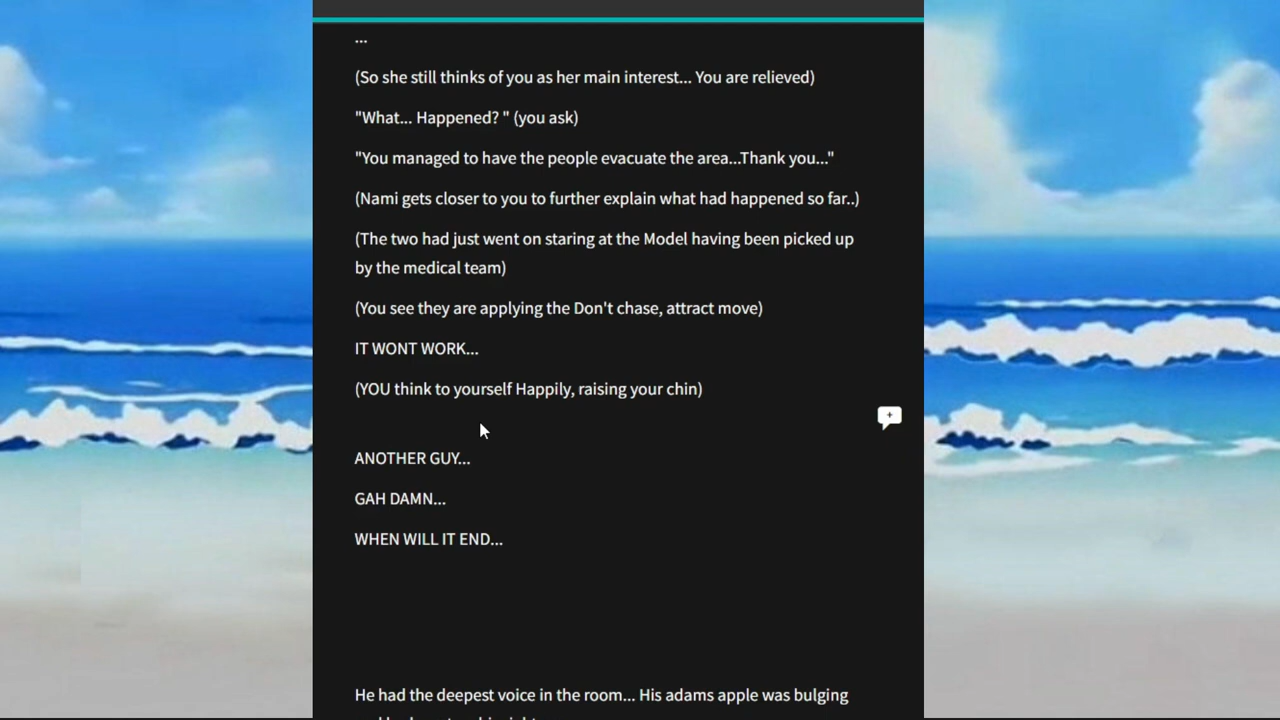 ...
(So she still thinks of you as her main interest... You are relieved)
"What... Happened? " (you ask)
"You managed to have the people evacuate the area...Thank you..."
(Nami gets closer to you to further explain what had happened so far..)
(The two had just went on staring at the Model having been picked up
by the medical team)
(You see they are applying the Don't chase, attract move)
IT WONT WORK...
(YOU think to yourself Happily, raising your chin)
ANOTHER GUY...
GAH DAMN...
WHEN WILL IT END...
He had the deepest voice in the room... His adams apple was bulging